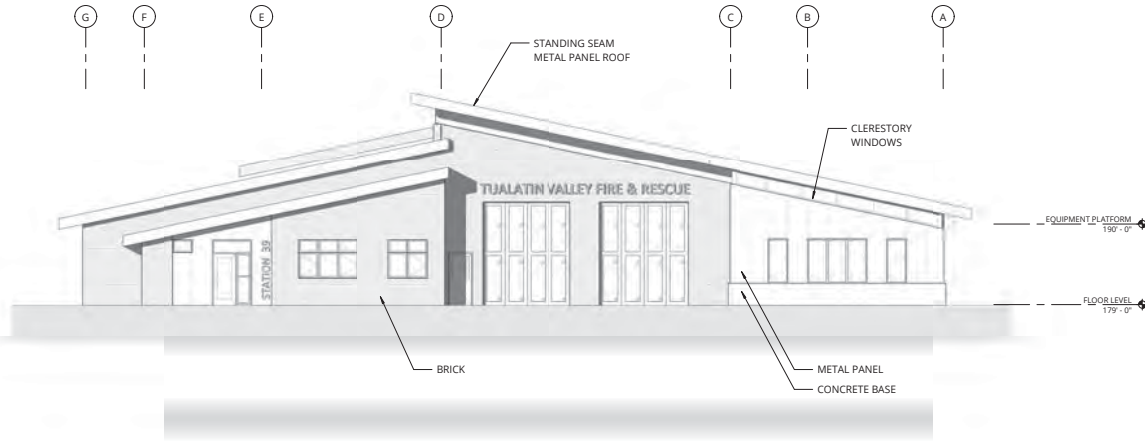 G F E D C B A
STANDING SEAM
METAL PANEL ROOF
CLERESTORY
WINDOWS
TUALATIN VALLEY FIRE & RESCUE
EQUIPMENT PLATFORM
190' - 0"
STATION 39
FLOOR LEVEL
179' - 0"
BRICK
METAL PANEL
CONCRETE BASE